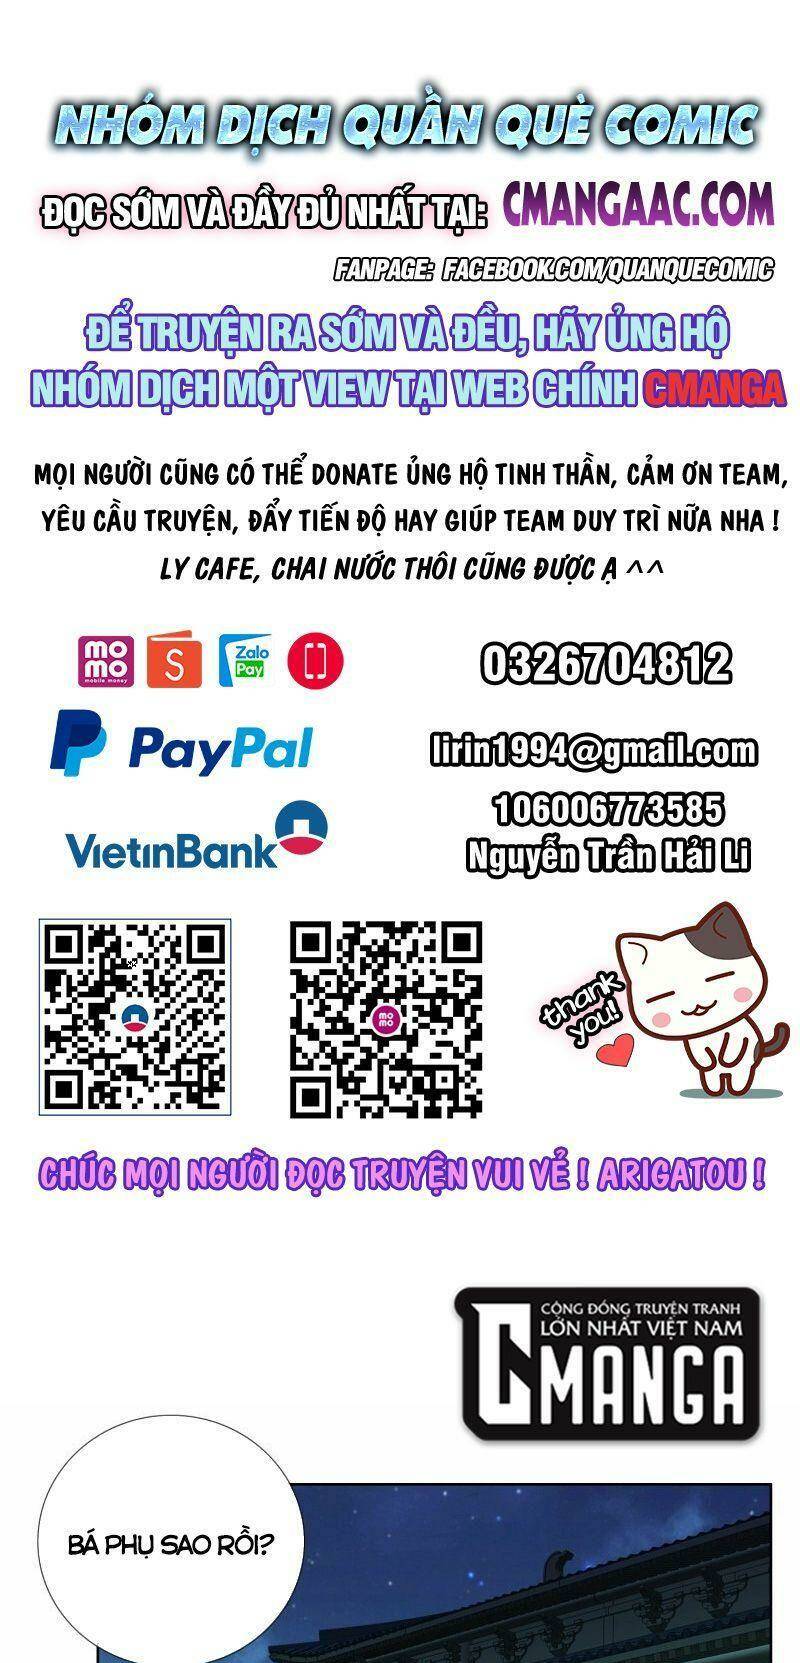 NHÓM DỊCH QUẦN QUÈ COMIC
ĐỌC SỚM VÀ ĐẦY ĐỦ NHẤT TẠI: CMANGAAC.COM
FANPAGE: FACEBOOK.COM/QUANQUECOMIC
ĐỂ TRUYỆN RA SỚM VÀ ĐỀU, HÃY ỦNG HỘ
NHÓM DỊCH MỘT VIEW TẠI WEB CHÍNH CMANGA
MỌI NGƯỜI CŨNG CÓ THỂ DONATE ỦNG HỘ TINH THẦN, CẢM ƠN TEAM,
YÊU CẦU TRUYỆN, ĐẨY TIẾN ĐỘ HAY GIÚP TEAM DUY TRÌ NỮA NHA !
LY CAFE, CHAI NƯỚC THÔI CŨNG ĐƯỢC Ạ ^^
mo
mo
mobile money
S
Zalo
Pay
0326704812
PayPal
lirin1994@gmail.com
VietinBank
106006773585
Nguyễn Trần Hải Li
mo
mo
thank
you!
CHÚC MỌI NGƯỜI ĐỌC TRUYỆN VUI VẺ ! ARIGATOU !
CỘNG ĐỒNG TRUYỆN TRANH
LỚN NHẤT VIỆT NAM
CMANGA
BÁ PHỤ SAO RỒI?